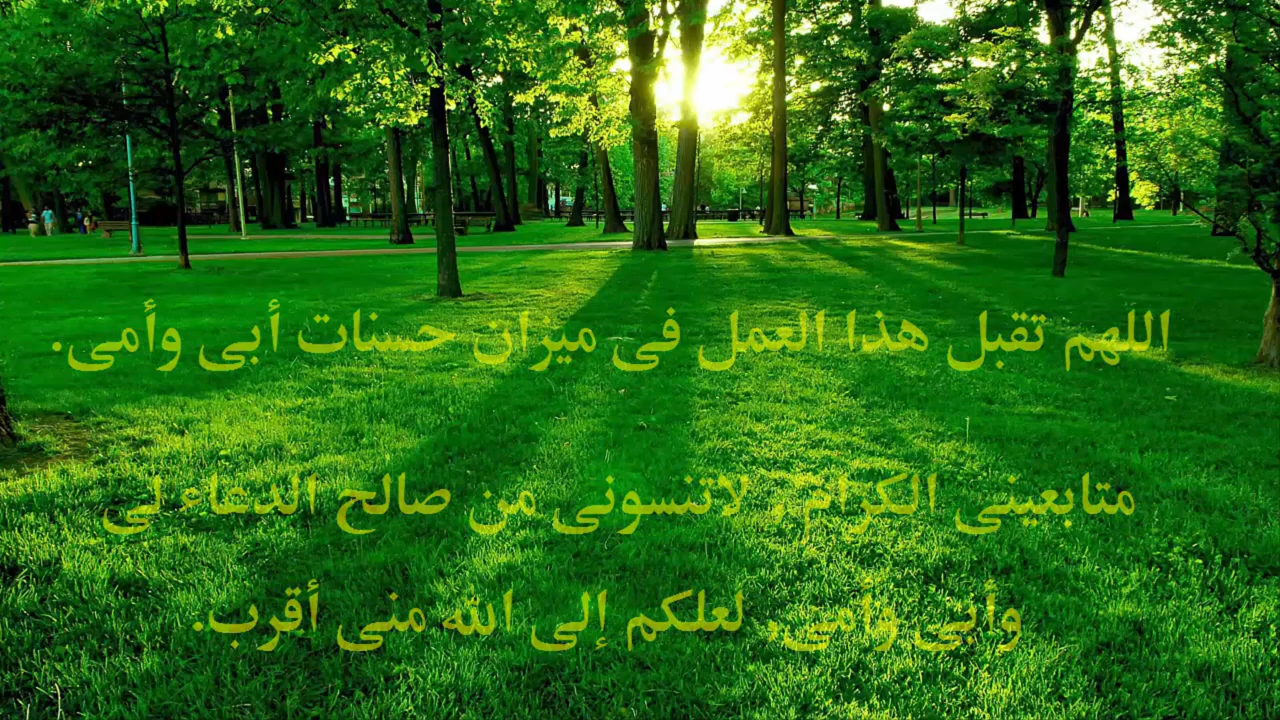 اللهم تقبل هذا العمل فى ميزان حسنات أبى وأمى.
متابعينى الكرام, لاتنسونى من صالح الدعاء لى
وأبى وأمى, لعلكم إلى الله منى أقرب.